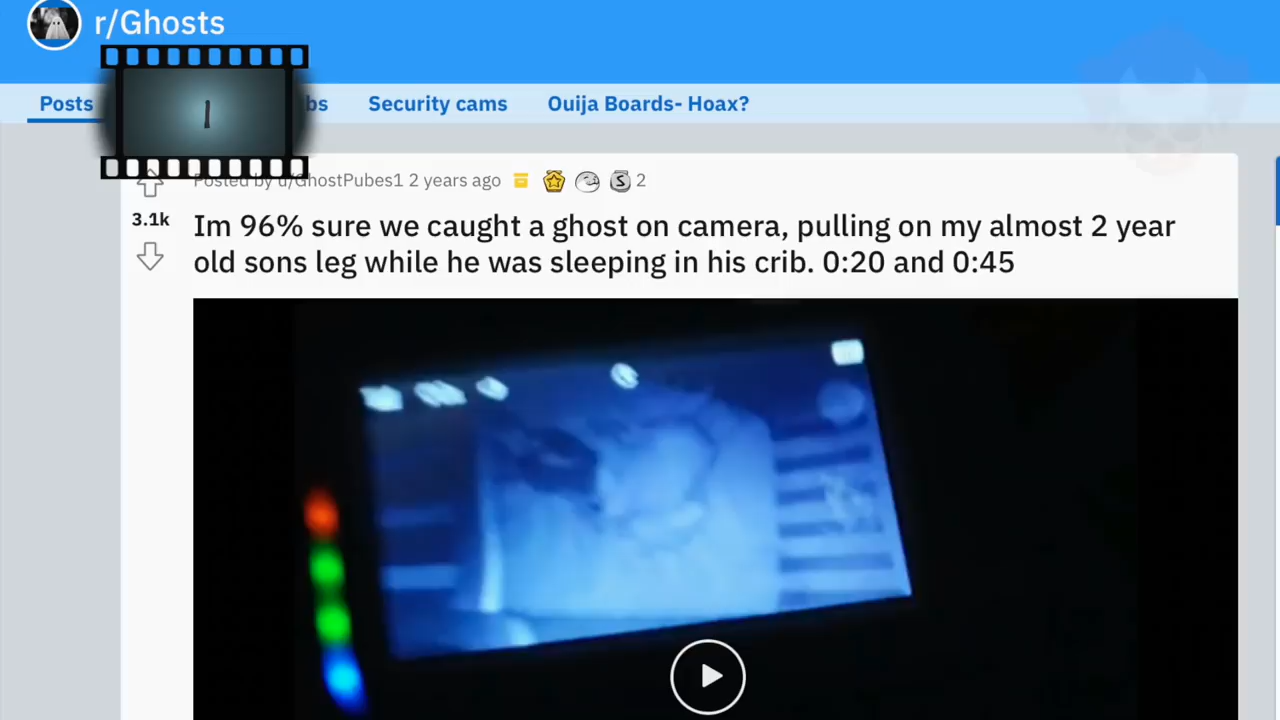 r/Ghosts
Posts
bs
Security cams
Ouija Boards- Hoax?
Posted by u/GhostPubes1 2 years ago
2
3.1k
Im 96% sure we caught a ghost on camera, pulling on my almost 2 year
old sons leg while he was sleeping in his crib. 0:20 and 0:45